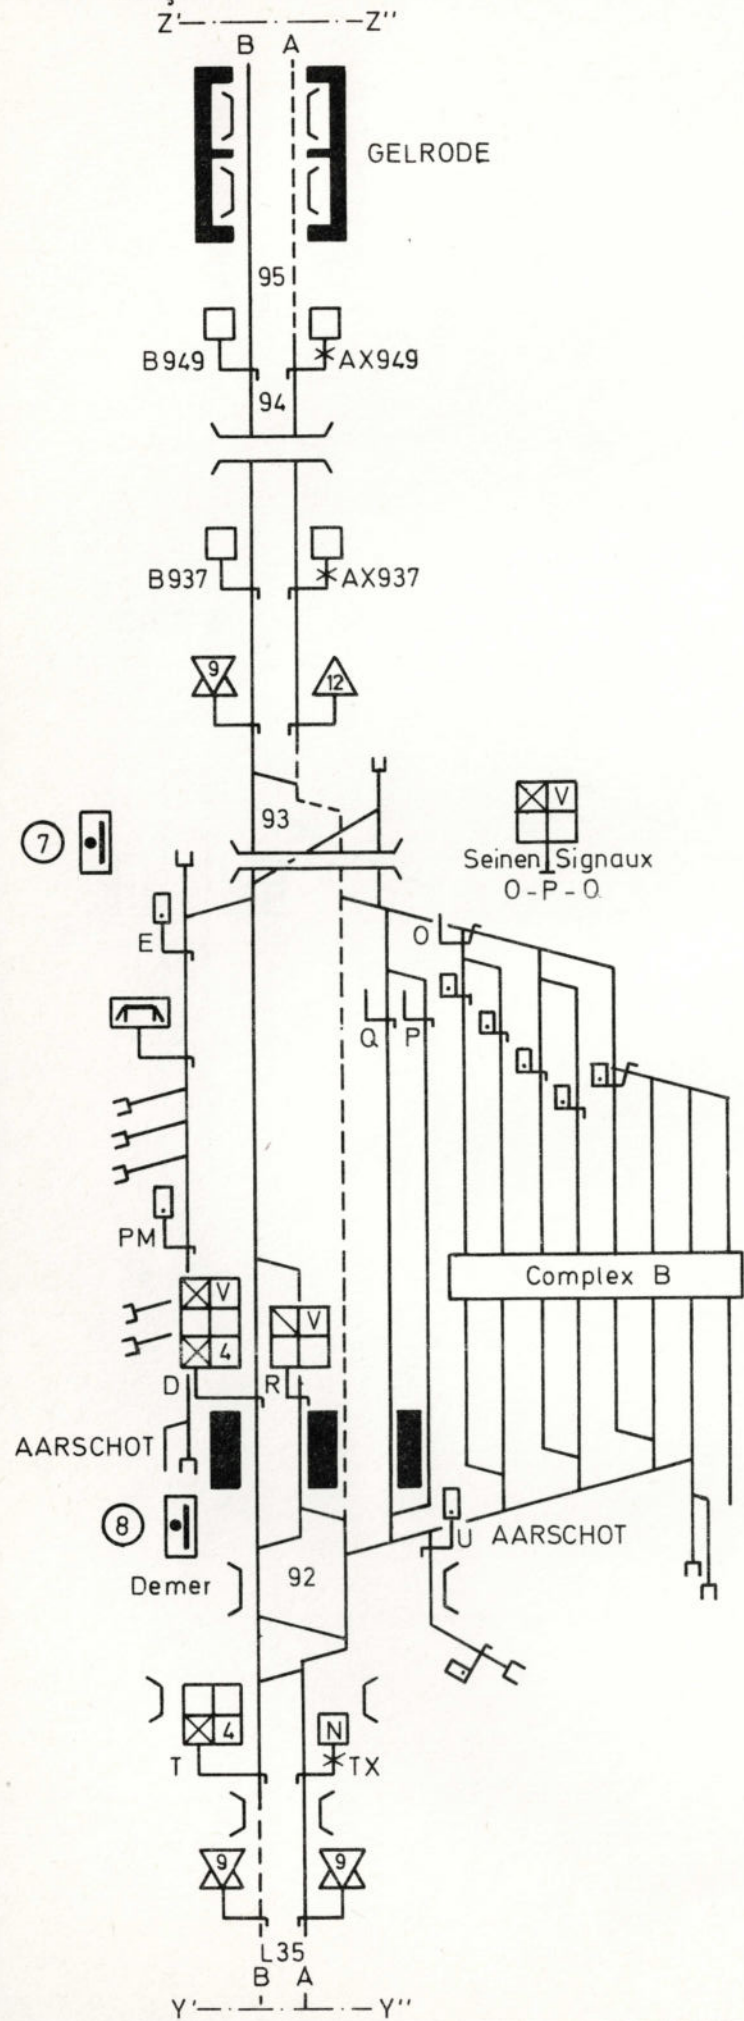 Z' Z''
B A
GELRODE
95
B949 AX949
94
B937 AX937
9 12
93
7
V
Seinen Signaux
O-P-Q
E
O
Q P
PM
Complex B
V
4
V
D R
AARSCHOT
8
U AARSCHOT
Demer
92
4
N
T TX
9 9
L35
B A
Y' Y''